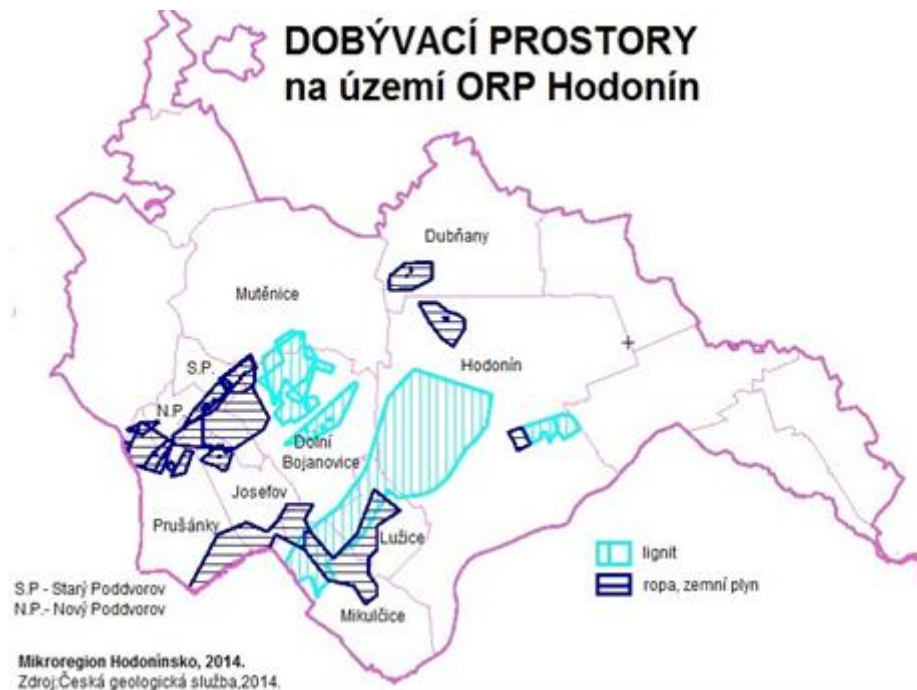 DOBÝVACÍ PROSTORY
na území ORP Hodonín
Dubňany
Mutěnice
Hodonín
S.P.
N.P.
Dolní
Bojanovice
Josefov
Prušánky
Lužice
Mikulčice
lignit
ropa, zemní plyn
S.P - Starý Poddvorov
N.P.- Nový Poddvorov
Mikroregion Hodonínsko, 2014.
Zdroj:Česká geologická služba,2014.